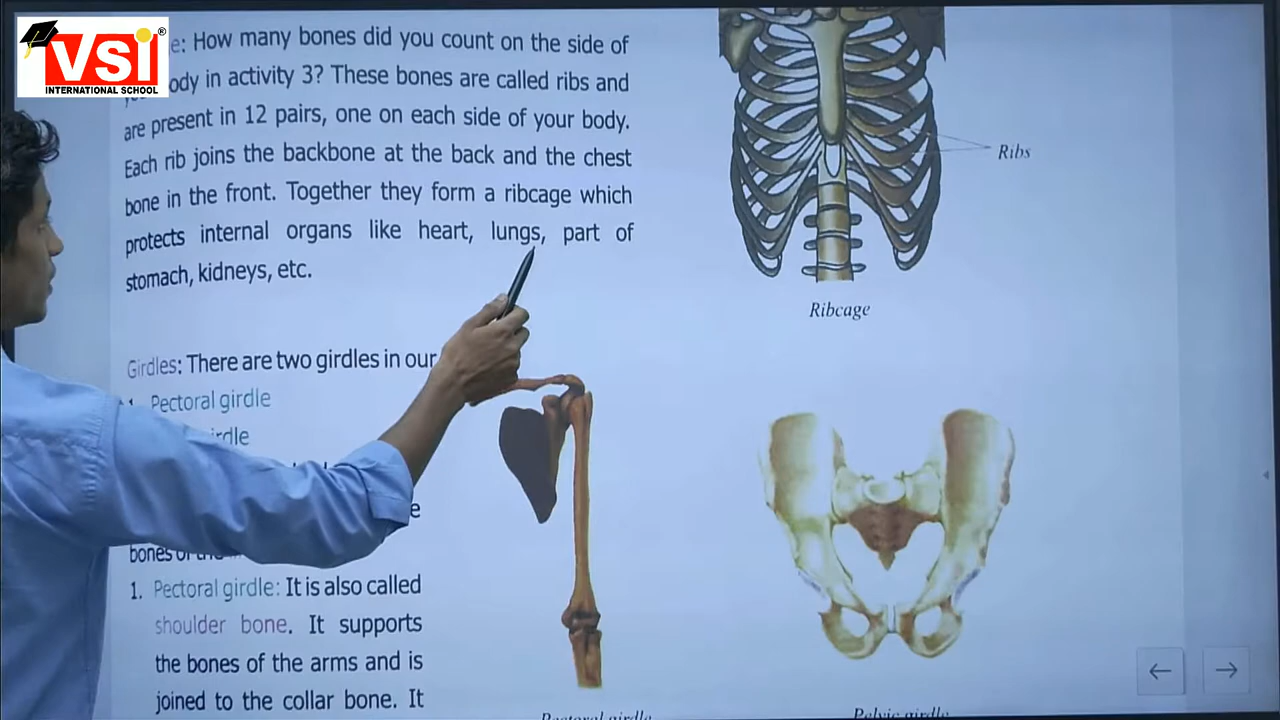 VSI®
INTERNATIONAL SCHOOL
e: How many bones did you count on the side of
ody in activity 3? These bones are called ribs and
are present in 12 pairs, one on each side of your body.
Each rib joins the backbone at the back and the chest
bone in the front. Together they form a ribcage which
protects internal organs like heart, lungs, part of
stomach, kidneys, etc.
Ribs
Ribcage
Girdles: There are two girdles in our
1. Pectoral girdle
irdle
e
bones of the
1. Pectoral girdle: It is also called
shoulder bone. It supports
the bones of the arms and is
joined to the collar bone. It
Pectoral girdle
Pelvic girdle